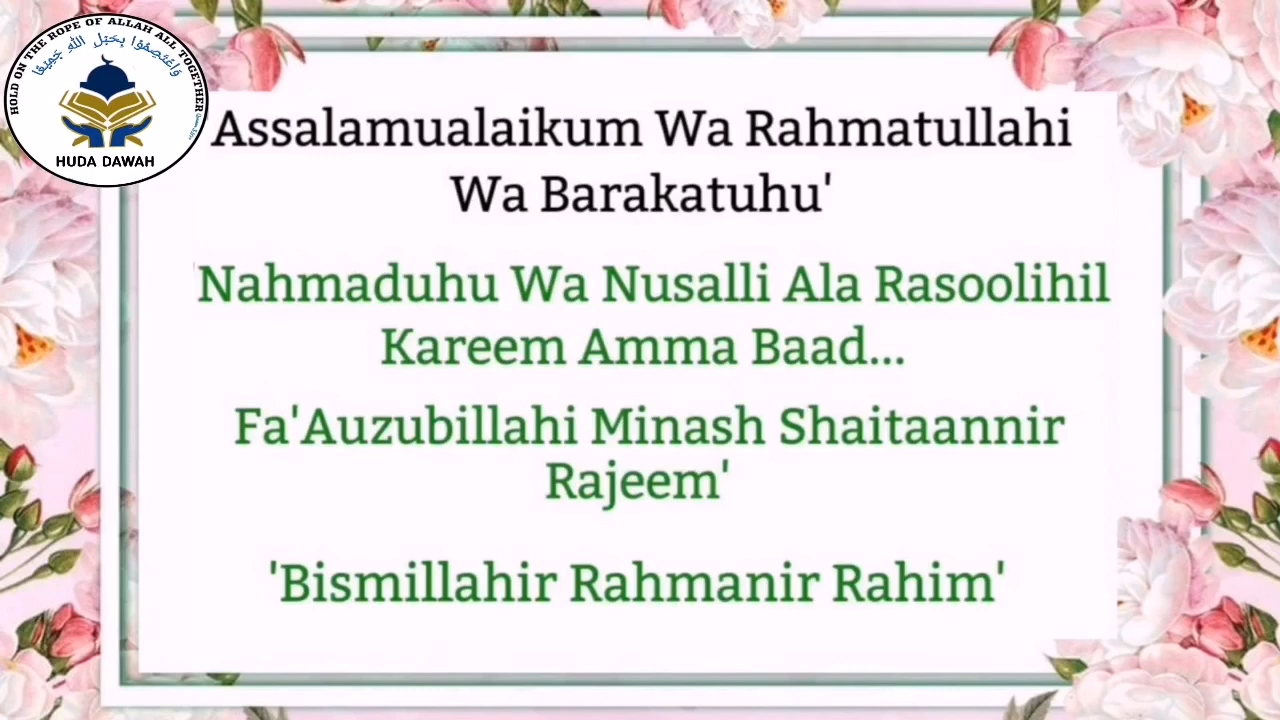 HOLD ON THE ROPE OF ALLAH ALL TOGETHER
وَاعْتَصِمُوا بِحَبْلِ اللهِ جَمِيعًا
HUDA DAWAH
Assalamualaikum Wa Rahmatullahi
Wa Barakatuhu'
'Nahmaduhu Wa Nusalli Ala Rasoolihil
Kareem Amma Baad...
Fa'Auzubillahi Minash Shaitaannir
Rajeem'
'Bismillahir Rahmanir Rahim'